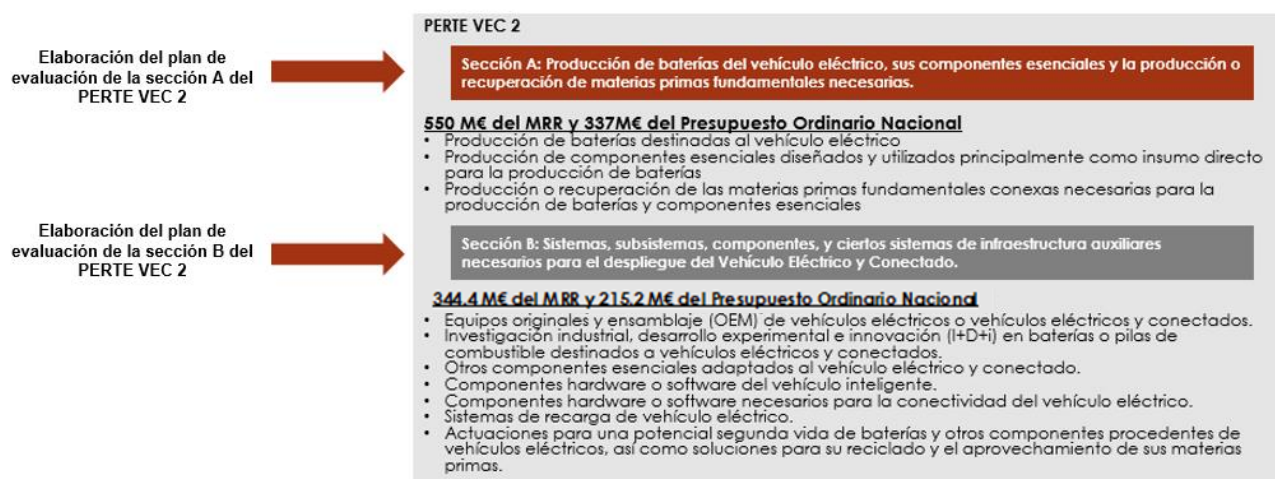 PERTE VEC 2
Elaboración del plan de
evaluación de la sección A del
PERTE VEC 2
Sección A: Producción de baterías del vehículo eléctrico, sus componentes esenciales y la producción o
recuperación de materias primas fundamentales necesarias.
550 M€ del MRR y 337M€ del Presupuesto Ordinario Nacional
• Producción de baterías destinadas al vehículo eléctrico
• Producción de componentes esenciales diseñados y utilizados principalmente como insumo directo
para la producción de baterías
• Producción o recuperación de las materias primas fundamentales conexas necesarias para la
producción de baterías y componentes esenciales
Elaboración del plan de
evaluación de la sección B del
PERTE VEC 2
Sección B: Sistemas, subsistemas, componentes, y ciertos sistemas de infraestructura auxiliares
necesarios para el despliegue del Vehículo Eléctrico y Conectado.
344.4 M€ del MRR y 215.2 M€ del Presupuesto Ordinario Nacional
• Equipos originales y ensamblaje (OEM) de vehículos eléctricos o vehículos eléctricos y conectados.
• Investigación industrial, desarrollo experimental e innovación (I+D+i) en baterías o pilas de
combustible destinados a vehículos eléctricos y conectados.
• Otros componentes esenciales adaptados al vehículo eléctrico y conectado.
• Componentes hardware o software del vehículo inteligente.
• Componentes hardware o software necesarios para la conectividad del vehículo eléctrico.
• Sistemas de recarga de vehículo eléctrico.
• Actuaciones para una potencial segunda vida de baterías y otros componentes procedentes de
vehículos eléctricos, así como soluciones para su reciclado y el aprovechamiento de sus materias
primas.